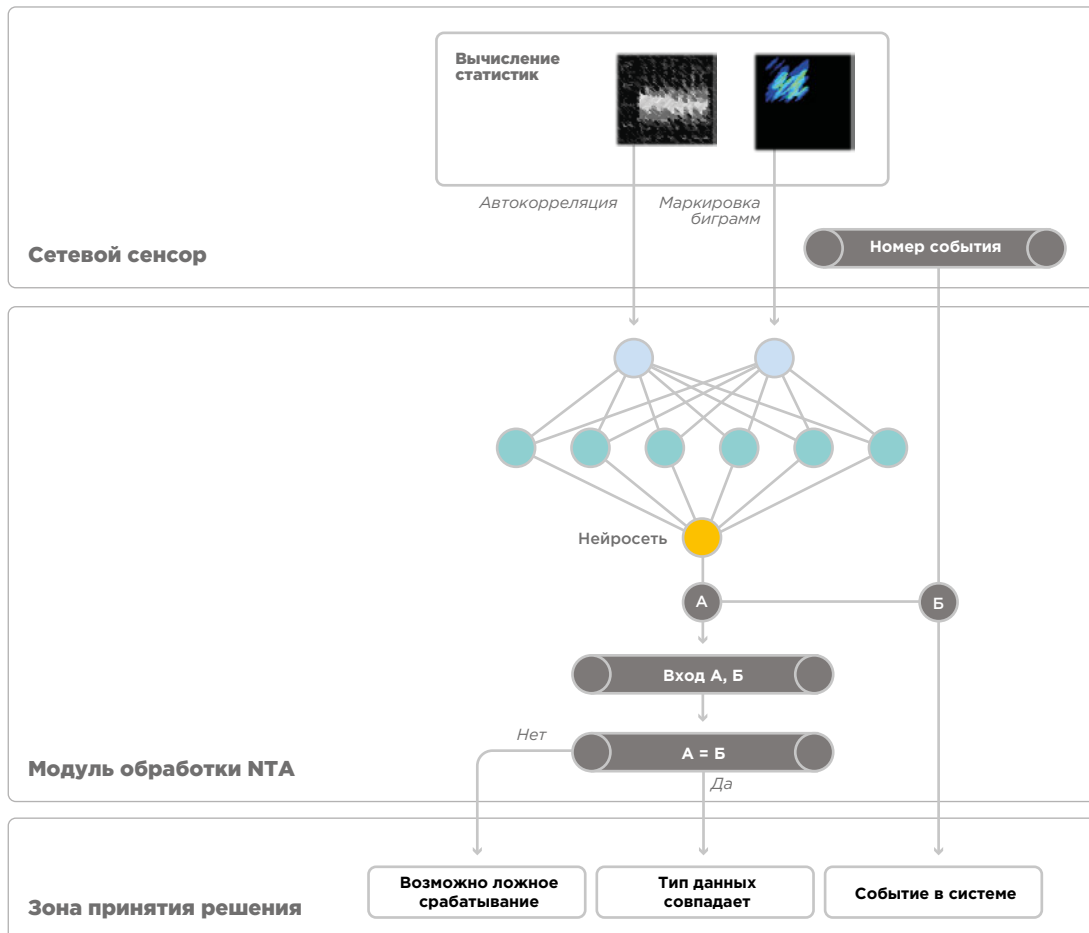 Вычисление
статистик
Автокорреляция
Маркировка
биграмм
Номер события
Сетевой сенсор
Нейросеть
А
Б
Вход А, Б
Нет
А = Б
Да
Модуль обработки NTA
Возможно ложное
срабатывание
Тип данных
совпадает
Событие в системе
Зона принятия решения